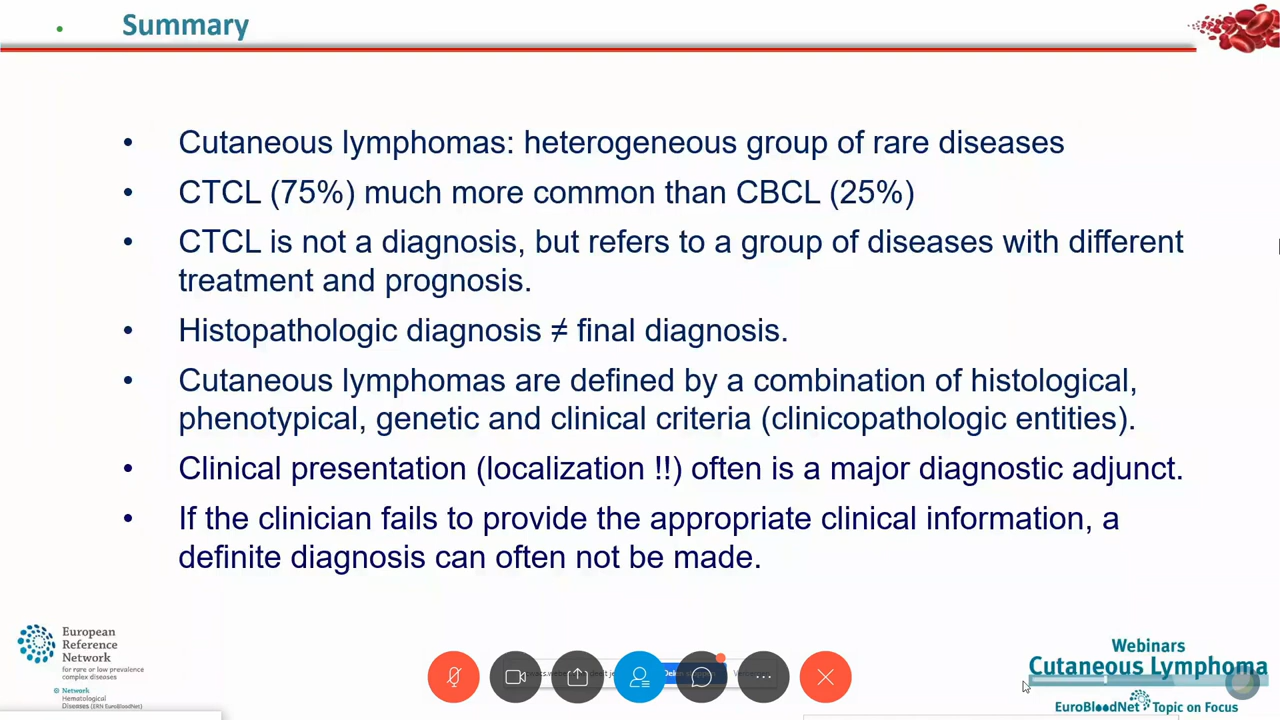 Summary
• Cutaneous lymphomas: heterogeneous group of rare diseases
• CTCL (75%) much more common than CBCL (25%)
• CTCL is not a diagnosis, but refers to a group of diseases with different
treatment and prognosis.
• Histopathologic diagnosis ≠ final diagnosis.
• Cutaneous lymphomas are defined by a combination of histological,
phenotypical, genetic and clinical criteria (clinicopathologic entities).
• Clinical presentation (localization !!) often is a major diagnostic adjunct.
• If the clinician fails to provide the appropriate clinical information, a
definite diagnosis can often not be made.
European
Reference
Network
for rare or low prevalence
complex diseases
Network
Hematological
Diseases (ERN EuroBloodNet)
Webinars
Cutaneous Lymphoma
EuroBloodNet Topic on Focus